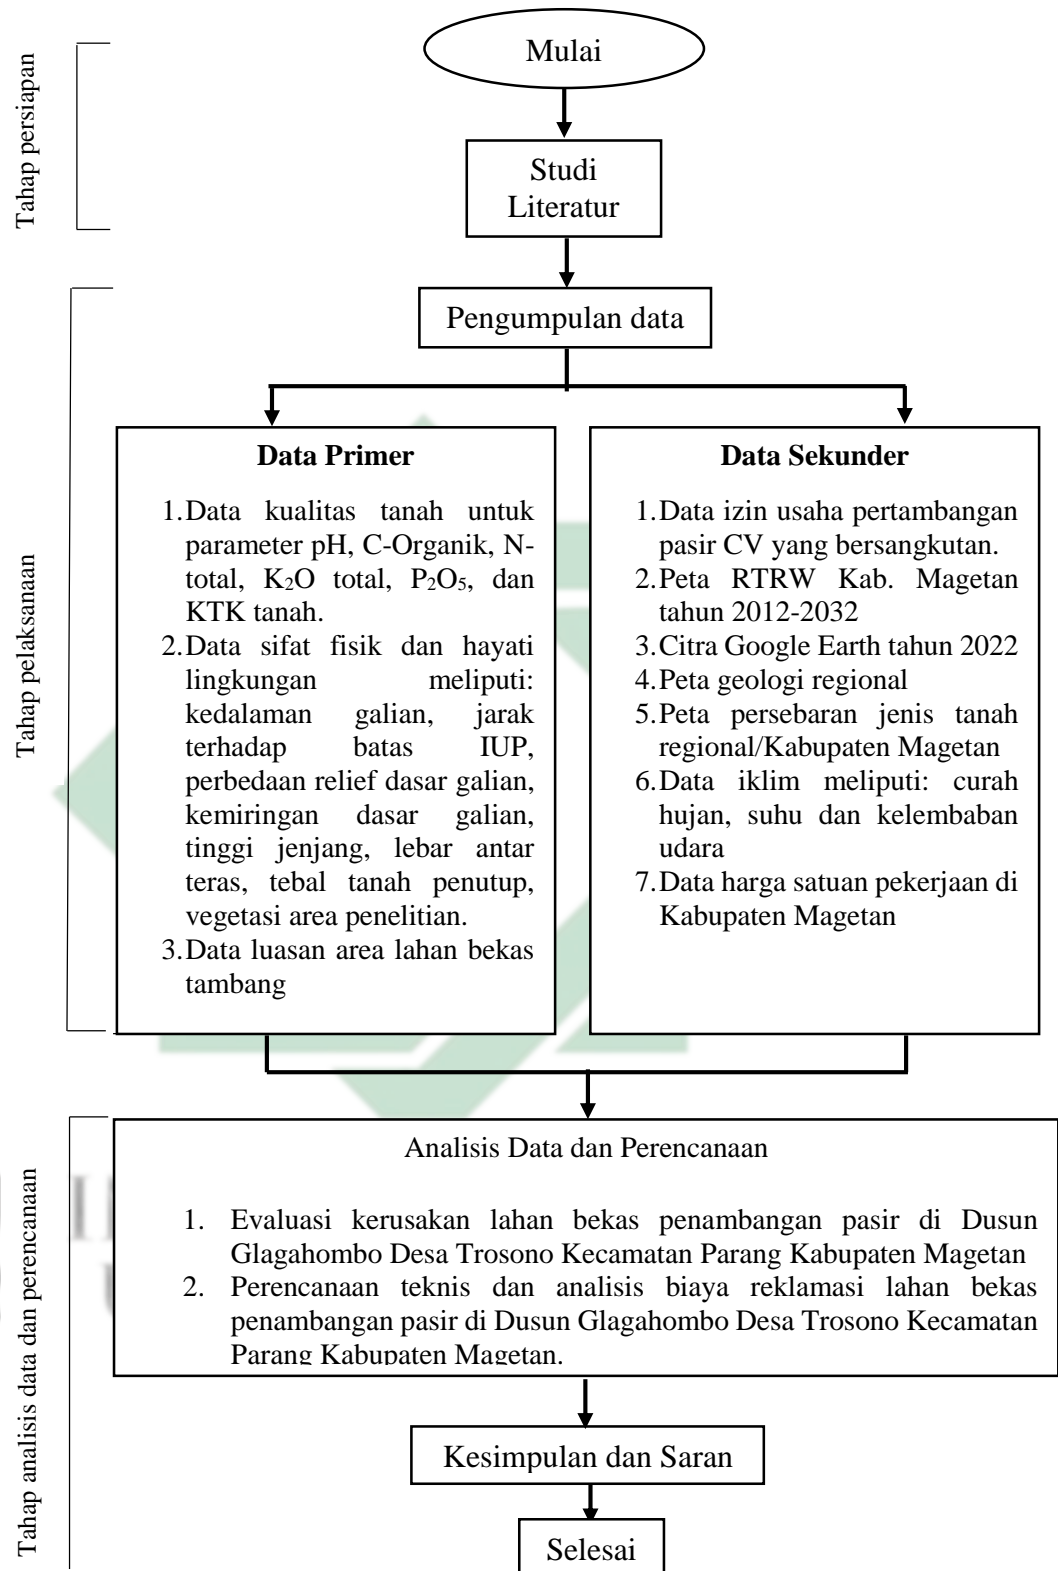 Tahap persiapan
Mulai
Studi
Literatur
Tahap pelaksanaan
Pengumpulan data
Data Primer
1.Data kualitas tanah untuk
parameter pH, C-Organik, N-
total, K₂O total, P₂O₅, dan
KTK tanah.
2.Data sifat fisik dan hayati
lingkungan meliputi:
kedalaman galian, jarak
terhadap batas IUP,
perbedaan relief dasar galian,
kemiringan dasar galian,
tinggi jenjang, lebar antar
teras, tebal tanah penutup,
vegetasi area penelitian.
3.Data luasan area lahan bekas
tambang
Data Sekunder
1.Data izin usaha pertambangan
pasir CV yang bersangkutan.
2.Peta RTRW Kab. Magetan
tahun 2012-2032
3.Citra Google Earth tahun 2022
4.Peta geologi regional
5.Peta persebaran jenis tanah
regional/Kabupaten Magetan
6.Data iklim meliputi: curah
hujan, suhu dan kelembaban
udara
7.Data harga satuan pekerjaan di
Kabupaten Magetan
Tahap analisis data dan perencanaan
Analisis Data dan Perencanaan
1. Evaluasi kerusakan lahan bekas penambangan pasir di Dusun
Glagahombo Desa Trosono Kecamatan Parang Kabupaten Magetan
2. Perencanaan teknis dan analisis biaya reklamasi lahan bekas
penambangan pasir di Dusun Glagahombo Desa Trosono Kecamatan
Parang Kabupaten Magetan.
Kesimpulan dan Saran
Selesai